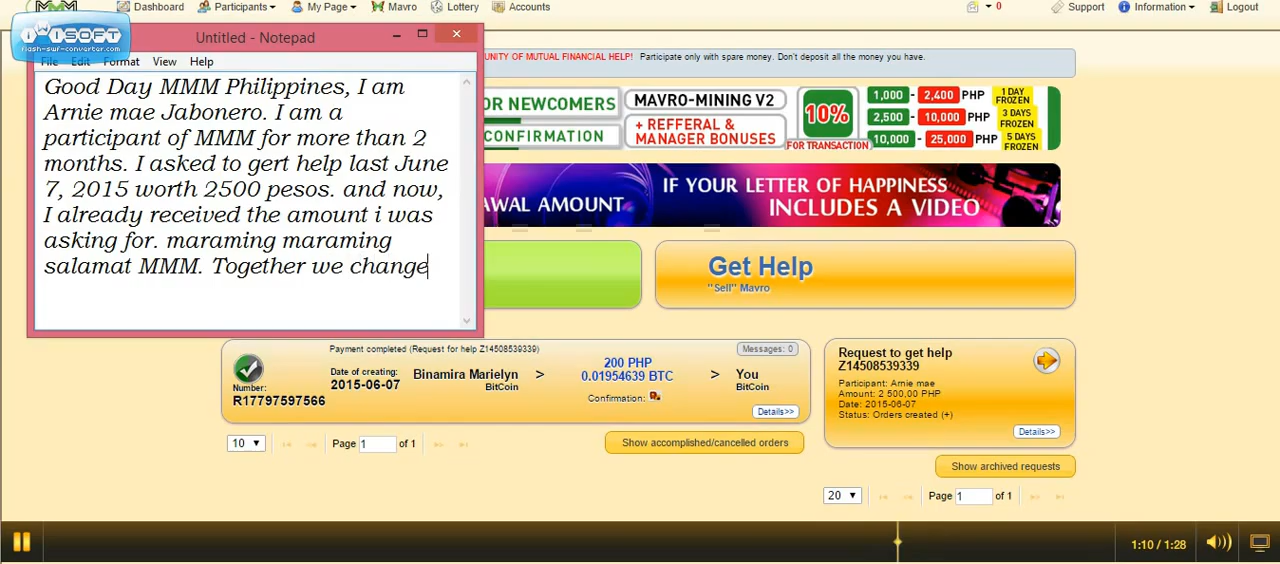 MMM
Dashboard Participants My Page Mavro Lottery Accounts 0 Support Information Logout
iWiSOFT
flash-swf-converter.com
Untitled - Notepad
File Edit Format View Help
Good Day MMM Philippines, I am
Arnie mae Jabonero. I am a
participant of MMM for more than 2
months. I asked to gert help last June
7, 2015 worth 2500 pesos. and now,
I already received the amount i was
asking for. maraming maraming
salamat MMM. Together we change
UNITY OF MUTUAL FINANCIAL HELP! Participate only with spare money. Don't deposit all the money you have.
OR NEWCOMERS
CONFIRMATION
MAVRO-MINING V2
+ REFFERAL &
MANAGER BONUSES
10%
FOR TRANSACTION
1,000 - 2,400 PHP 1 DAY FROZEN
2,500 - 10,000 PHP 3 DAYS FROZEN
10,000 - 25,000 PHP 5 DAYS FROZEN
AWAL AMOUNT
IF YOUR LETTER OF HAPPINESS
INCLUDES A VIDEO
Get Help
"Sell" Mavro
Payment completed (Request for help Z14508539339)
Messages: 0
Number:
R17797597566
Date of creating:
2015-06-07
Binamira Marielyn
BitCoin
>
200 PHP
0.01954639 BTC
Confirmation:
>
You
BitCoin
Details>>
Request to get help
Z14508539339
Participant: Arnie mae
Amount: 2 500,00 PHP
Date: 2015-06-07
Status: Orders created (+)
Details>>
10 Page 1 of 1
Show accomplished/cancelled orders
Show archived requests
20 Page 1 of 1
1:10 / 1:28